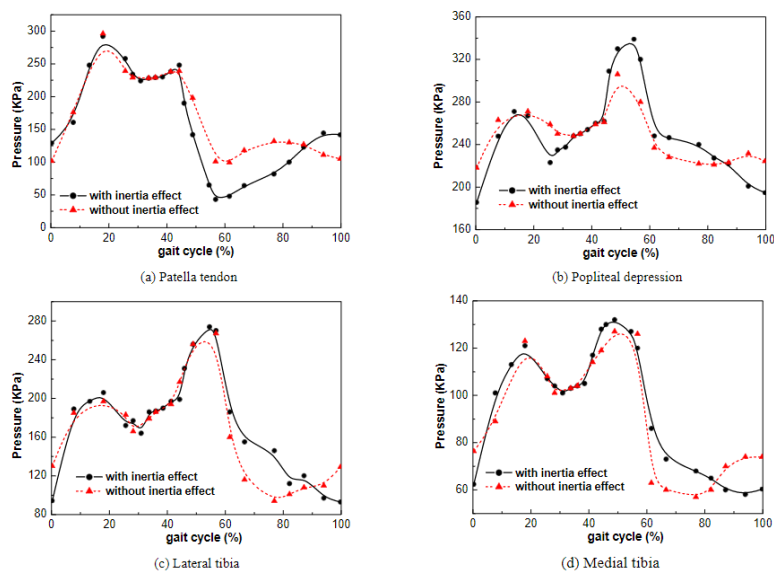 350
300
250
200
150
100
50
0
Pressure (KPa)
with inertia effect
without inertia effect
0 20 40 60 80 100
gait cycle (%)
(a) Patella tendon
360
320
280
240
200
160
Pressure (KPa)
with inertia effect
without inertia effect
0 20 40 60 80 100
gait cycle (%)
(b) Popliteal depression
280
240
200
160
120
80
Pressure (KPa)
with inertia effect
without inertia effect
0 20 40 60 80 100
gait cycle (%)
(c) Lateral tibia
140
120
100
80
60
Pressure (KPa)
with inertia effect
without inertia effect
0 20 40 60 80 100
gait cycle (%)
(d) Medial tibia